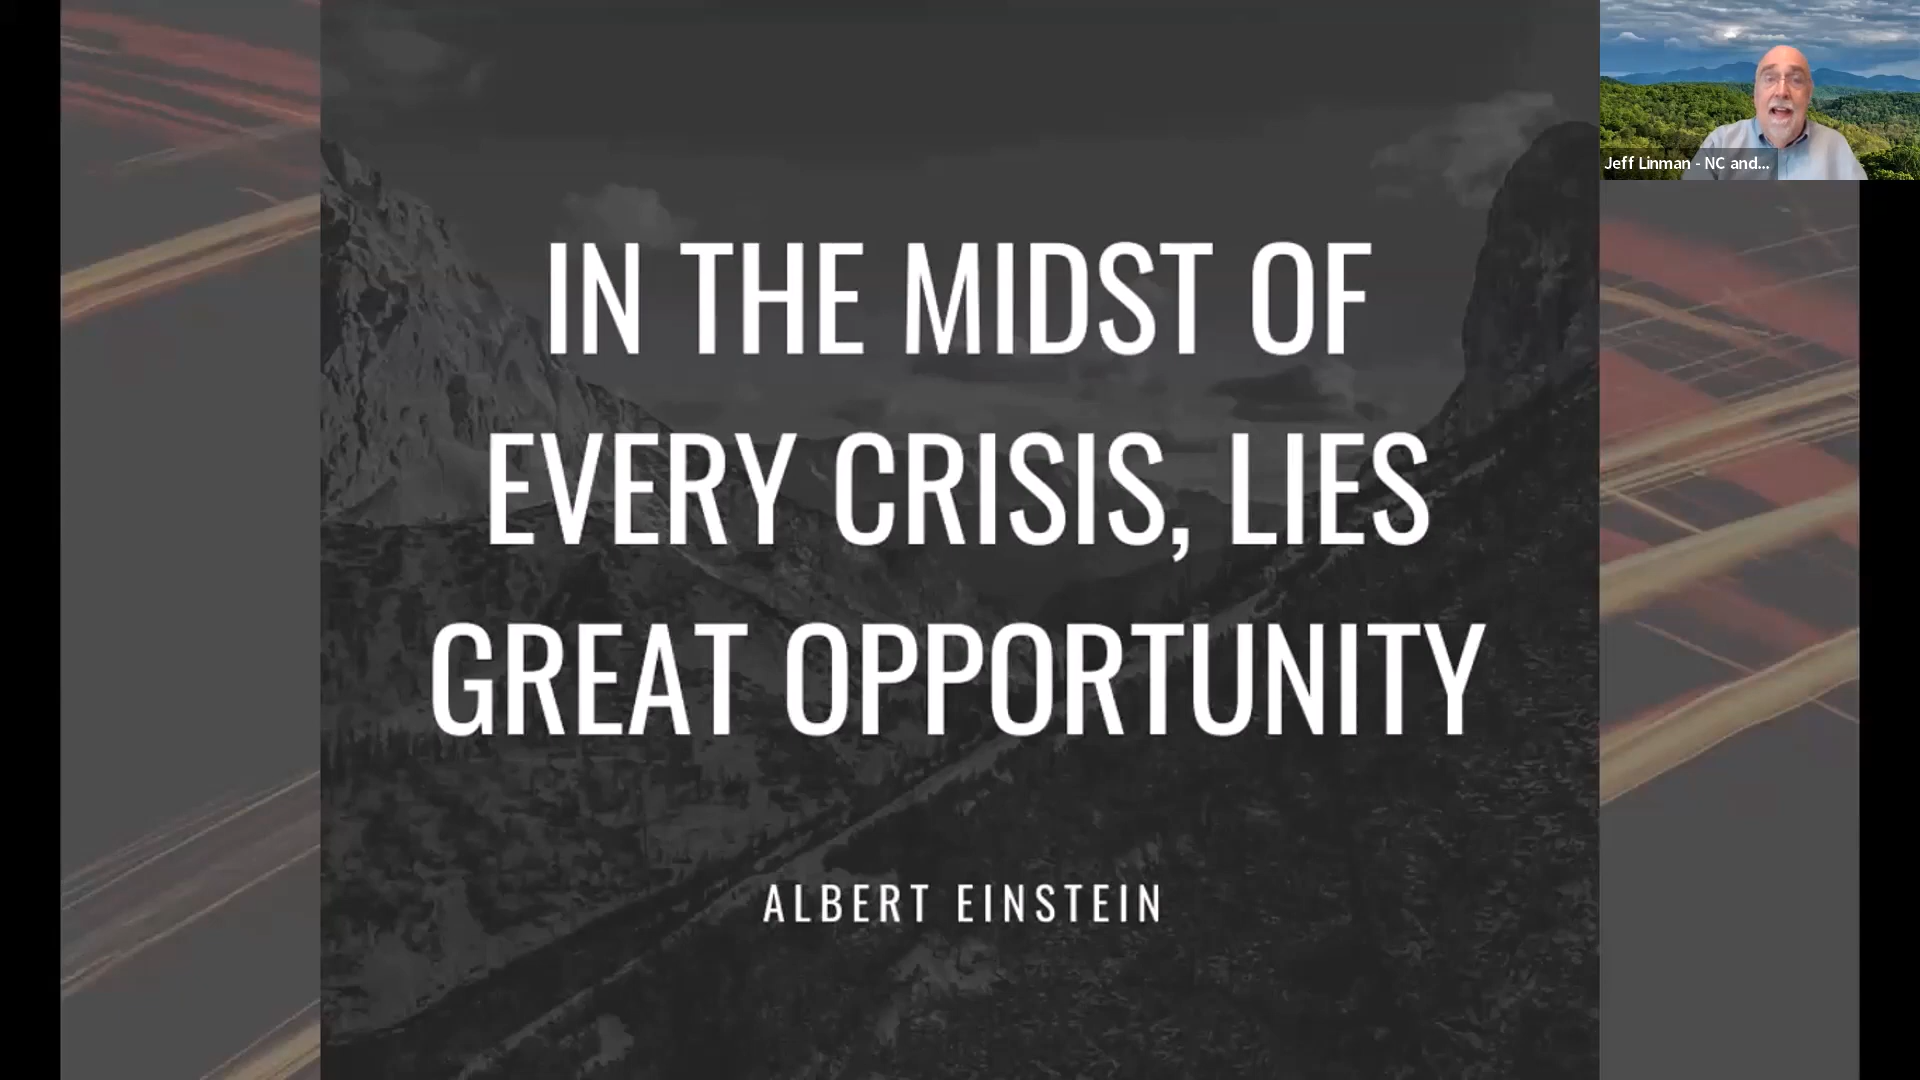 IN THE MIDST OF
EVERY CRISIS, LIES
GREAT OPPORTUNITY
ALBERT EINSTEIN
Jeff Linman - NC and...